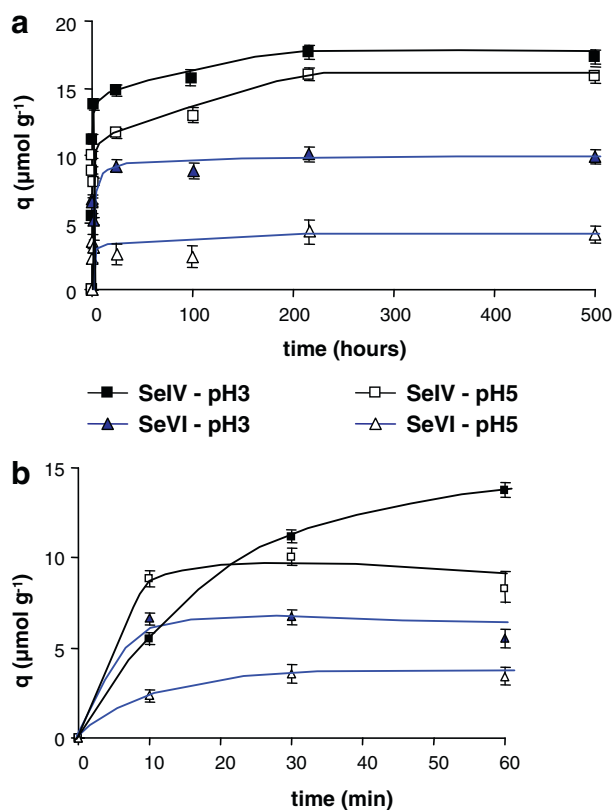 a
q (µmol g⁻¹)
20
15
10
5
0
0 100 200 300 400 500
time (hours)
SeIV - pH3 SeIV - pH5
SeVI - pH3 SeVI - pH5
b
q (µmol g⁻¹)
15
10
5
0
0 10 20 30 40 50 60
time (min)